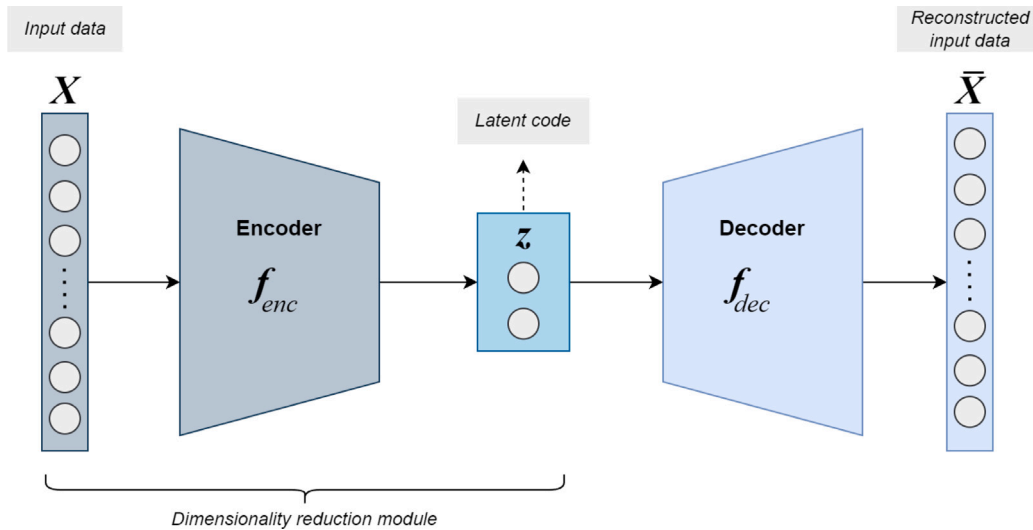 Input data
Reconstructed
input data
X
X̄
Latent code
Encoder
z
Decoder
f_enc
f_dec
Dimensionality reduction module